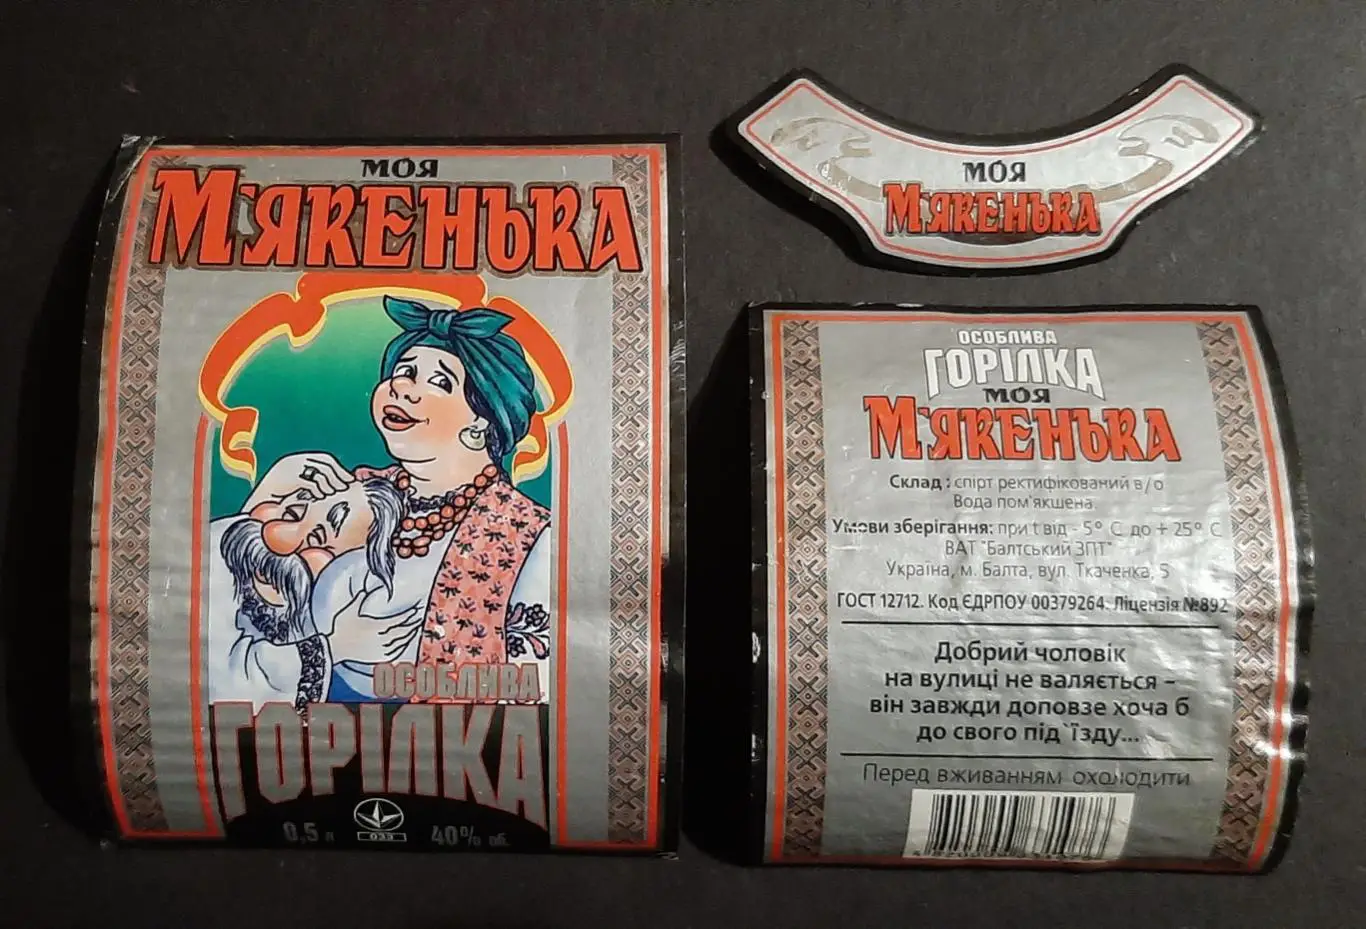 МОЯ
М'ЯКЕНЬКА
ОСОБЛИВА
ГОРІЛКА
0,5 л
033
40% об.
МОЯ
М'ЯКЕНЬКА
ОСОБЛИВА
ГОРІЛКА
МОЯ
М'ЯКЕНЬКА
Склад: спірт ректифікований в/о
Вода пом'якшена.
Умови зберігання: при t від - 5° С до + 25° С
ВАТ "Балтський ЗПТ"
Україна, м. Балта, вул. Ткаченка, 5
ГОСТ 12712. Код ЄДРПОУ 00379264. Ліцензія №892
Добрий чоловік
на вулиці не валяється –
він завжди доповзе хоча б
до свого під`їзду...
Перед вживанням охолодити